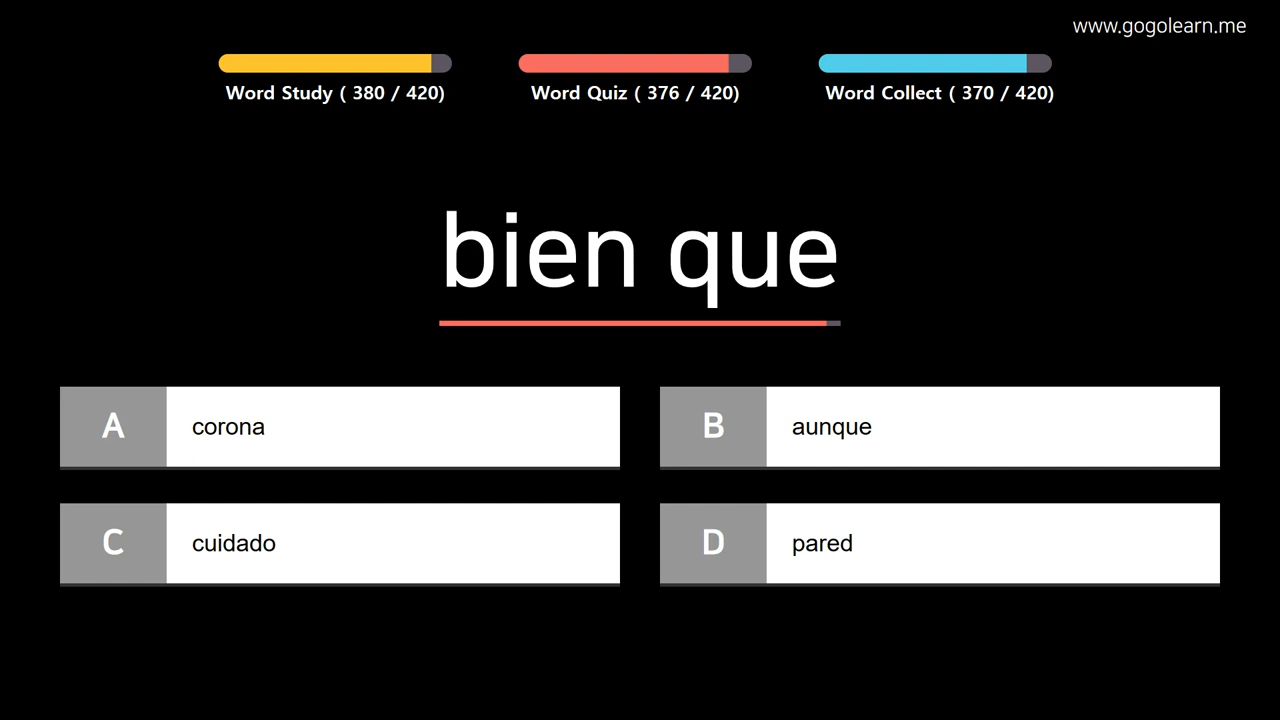 www.gogolearn.me
Word Study ( 380 / 420)
Word Quiz ( 376 / 420)
Word Collect ( 370 / 420)
bien que
A corona
B aunque
C cuidado
D pared